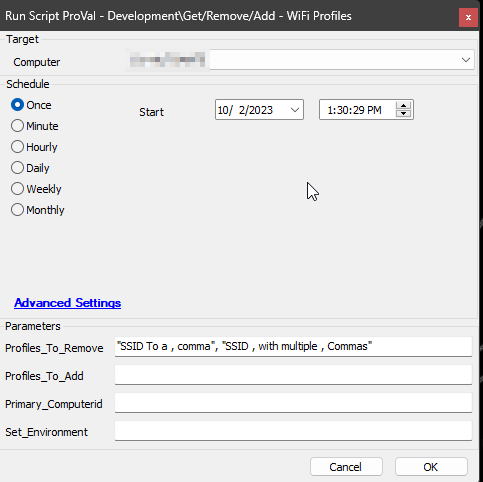 Run Script ProVal - Development\Get/Remove/Add - WiFi Profiles
x
Target
Computer
Schedule
Once
Start
10/ 2/2023
1:30:29 PM
Minute
Hourly
Daily
Weekly
Monthly
Advanced Settings
Parameters
Profiles_To_Remove "SSID To a , comma", "SSID , with multiple , Commas"
Profiles_To_Add
Primary_Computerid
Set_Environment
Cancel
OK